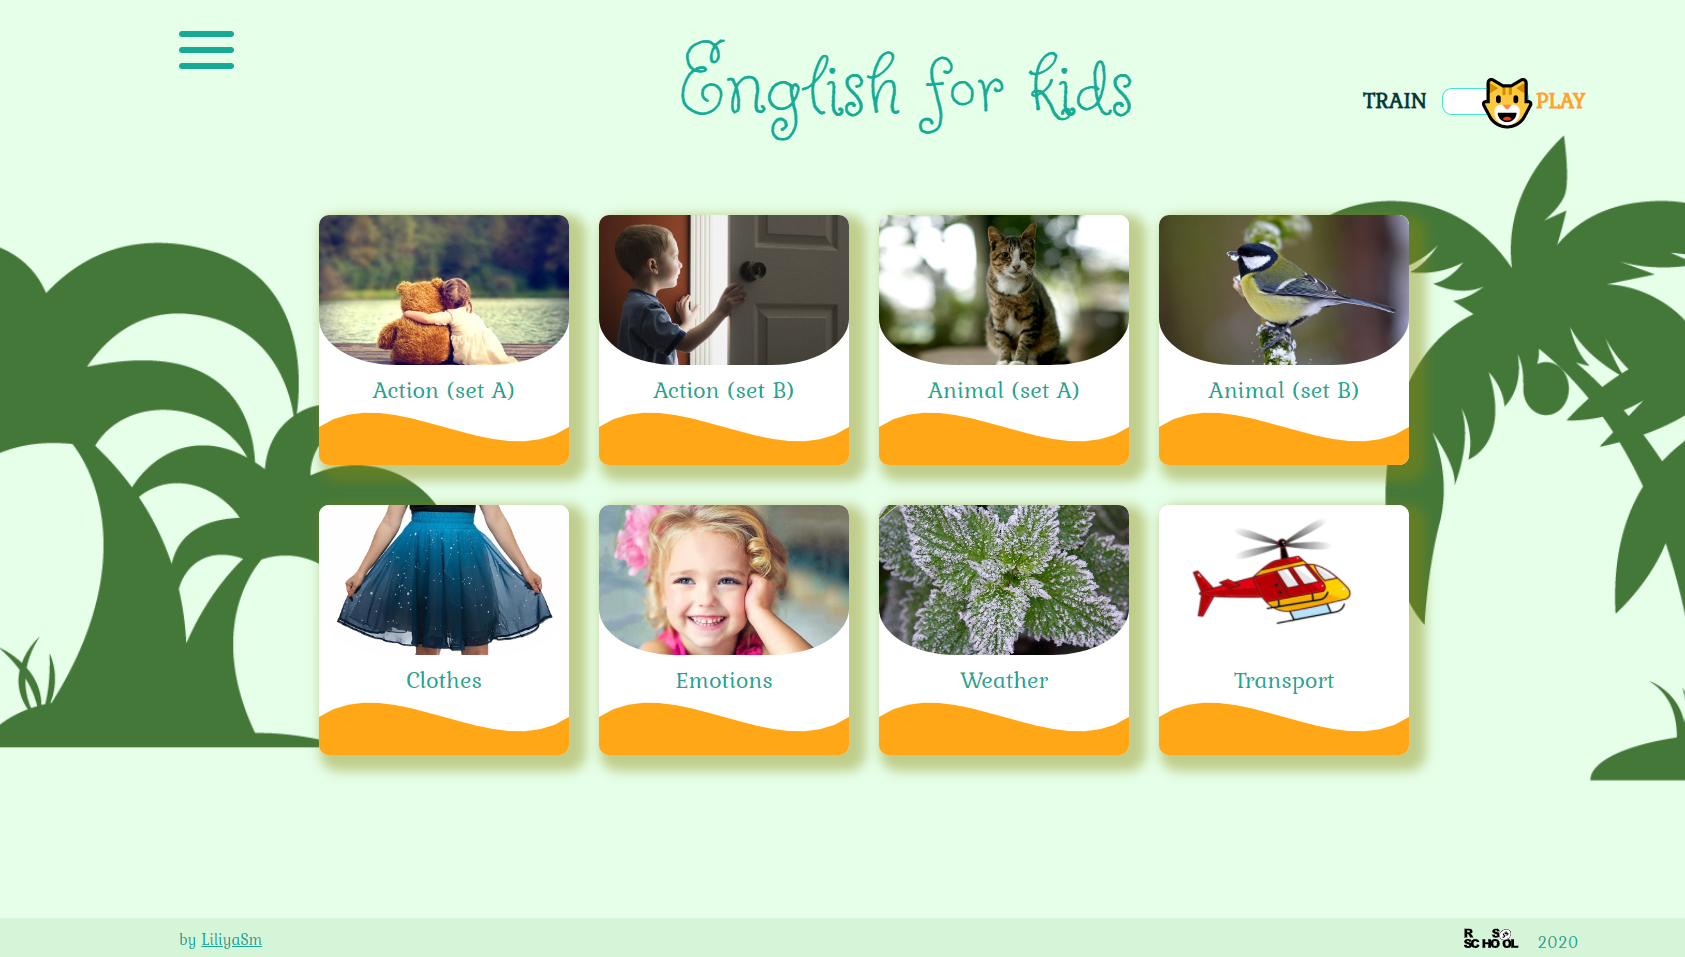 English for kids
TRAIN PLAY
Action (set A)
Action (set B)
Animal (set A)
Animal (set B)
Clothes
Emotions
Weather
Transport
by LiliyaSm
RS
SCHOOL
2020